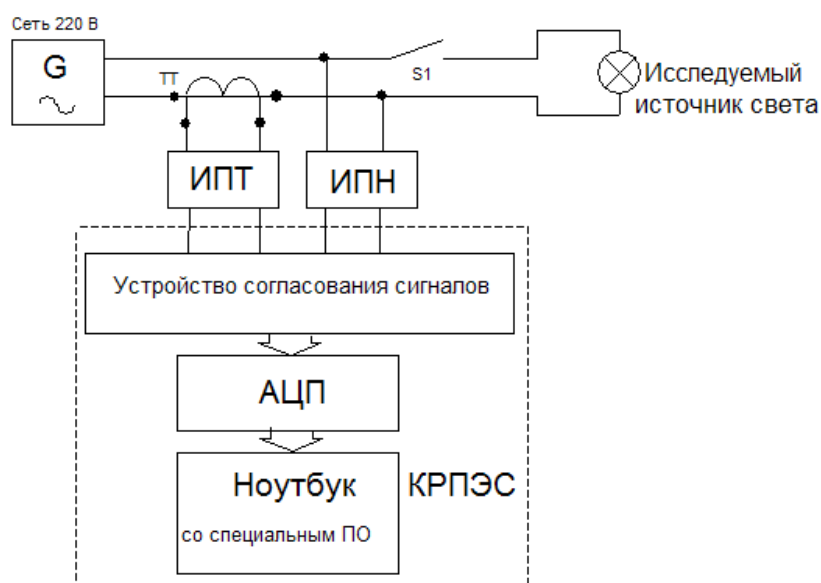 Сеть 220 В
G
ТТ
S1
Исследуемый
источник света
ИПТ
ИПН
Устройство согласования сигналов
АЦП
Ноутбук
КРПЭС
со специальным ПО